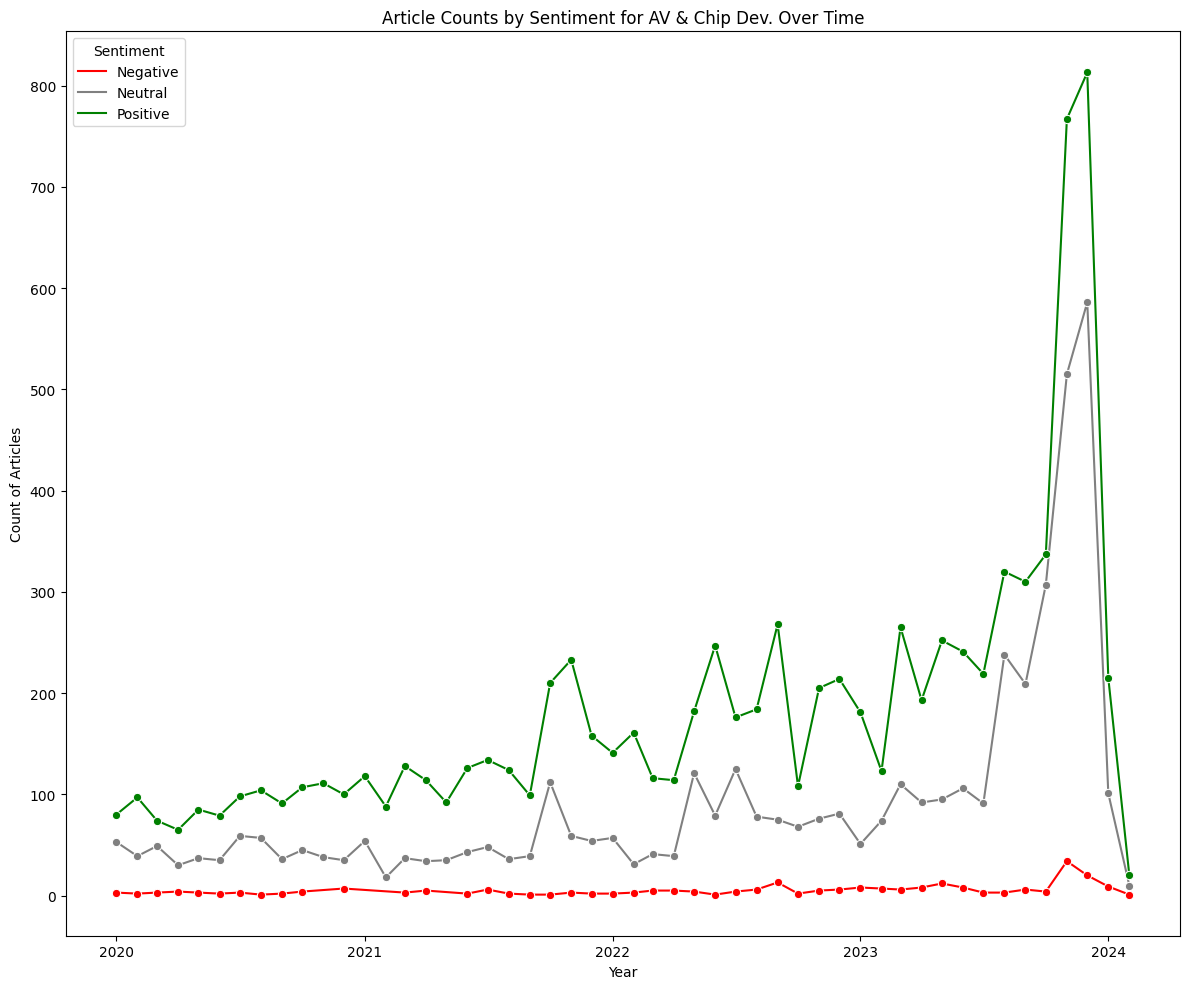 Article Counts by Sentiment for AV & Chip Dev. Over Time
Sentiment
Negative
Neutral
Positive
800
700
600
500
400
300
200
100
0
Count of Articles
2020
2021
2022
2023
2024
Year